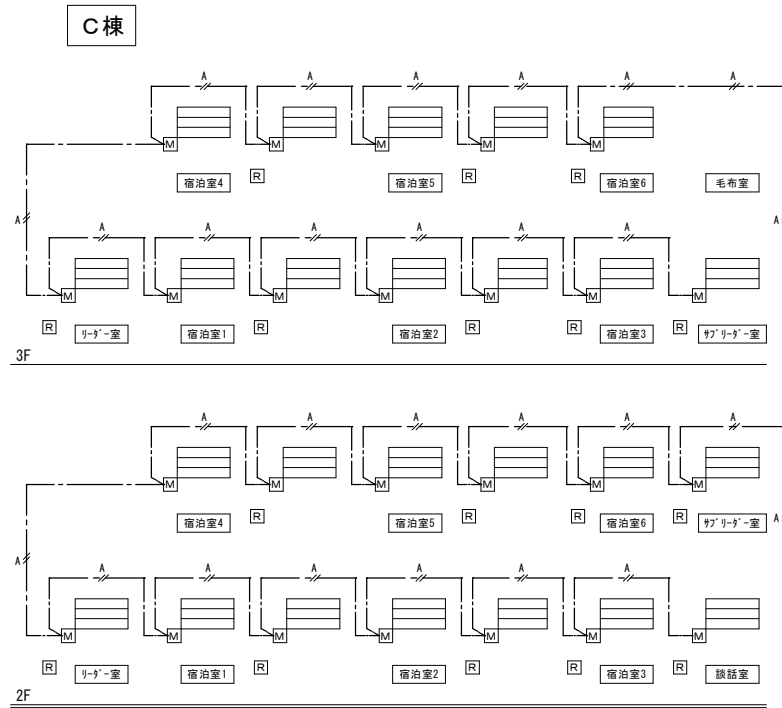 C棟
A A A A A A
M M M M M
宿泊室4 R 宿泊室5 R R 宿泊室6 毛布室
A A
A A A A A A
M M M M M M M
R リーダー室 宿泊室1 R 宿泊室2 R R 宿泊室3 R サブリーダー室
3F
A A A A A A
M M M M M M
宿泊室4 R 宿泊室5 R R 宿泊室6 R サブリーダー室 A
A
A A A A A A
M M M M M M M
R リーダー室 宿泊室1 R 宿泊室2 R R 宿泊室3 R 談話室
2F